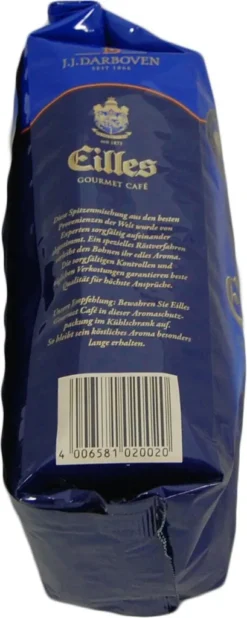 J.J.DARBOVEN
SEIT 1866
SEIT 1873
Eilles
GOURMET CAFÉ
Diese Spitzenmischung aus den besten
Provenienzen der Welt wurde von
Experten sorgfältig aufeinander
abgestimmt. Ein spezielles Röstverfahren
den Bohnen ihr edles Aroma.
sorgfältigen Kontrollen und
Verkostungen garantieren beste
Qualität für höchste Ansprüche.
Unsere Empfehlung: Bewahren Sie Eilles
Gourmet Café in dieser Aromaschutz-
packung im Kühlschrank auf.
So bleibt sein köstliches Aroma besonders
lange erhalten.
4 006581 020020